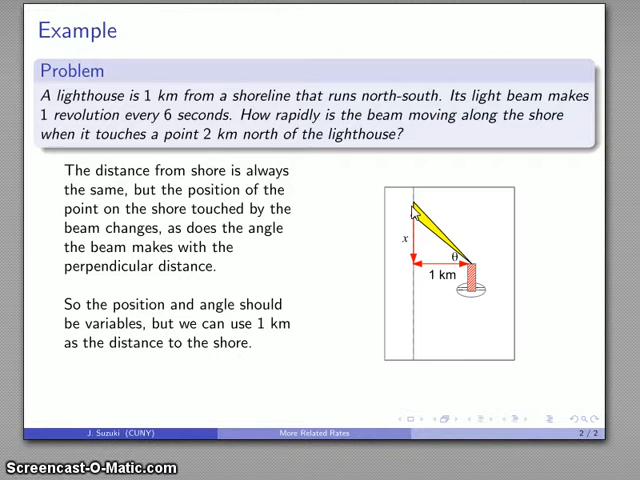 Example
Problem
A lighthouse is 1 km from a shoreline that runs north-south. Its light beam makes
1 revolution every 6 seconds. How rapidly is the beam moving along the shore
when it touches a point 2 km north of the lighthouse?
The distance from shore is always
the same, but the position of the
point on the shore touched by the
beam changes, as does the angle
the beam makes with the
perpendicular distance.
So the position and angle should
be variables, but we can use 1 km
as the distance to the shore.
x
θ
1 km
J. Suzuki (CUNY)
More Related Rates
2 / 2
Screencast-O-Matic.com